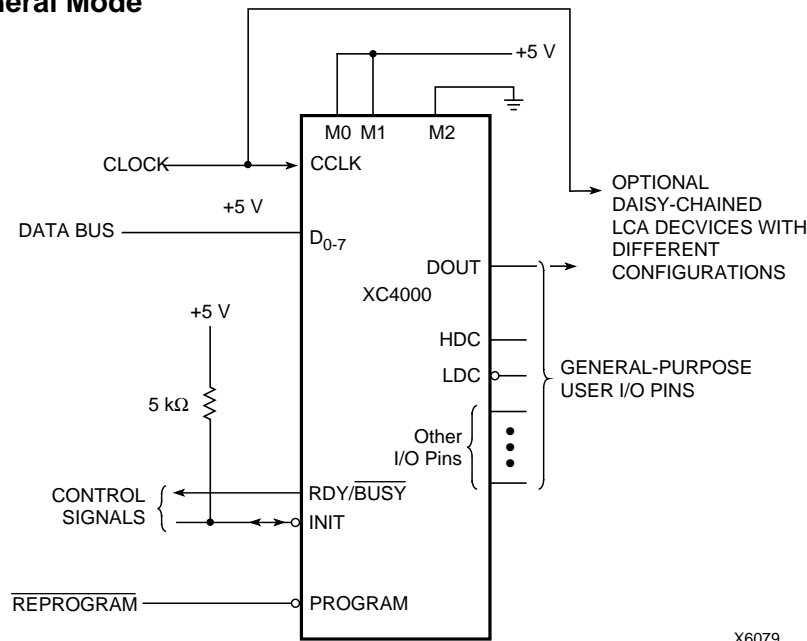 neral Mode
+5 V
M0 M1 M2
CLOCK
CCLK
+5 V
DATA BUS
D0-7
OPTIONAL
DAISY-CHAINED
LCA DECVICES WITH
DIFFERENT
CONFIGURATIONS
DOUT
XC4000
+5 V
HDC
LDC
GENERAL-PURPOSE
USER I/O PINS
5 kΩ
Other
I/O Pins
CONTROL
SIGNALS
RDY/BUSY
INIT
REPROGRAM
PROGRAM
X6079